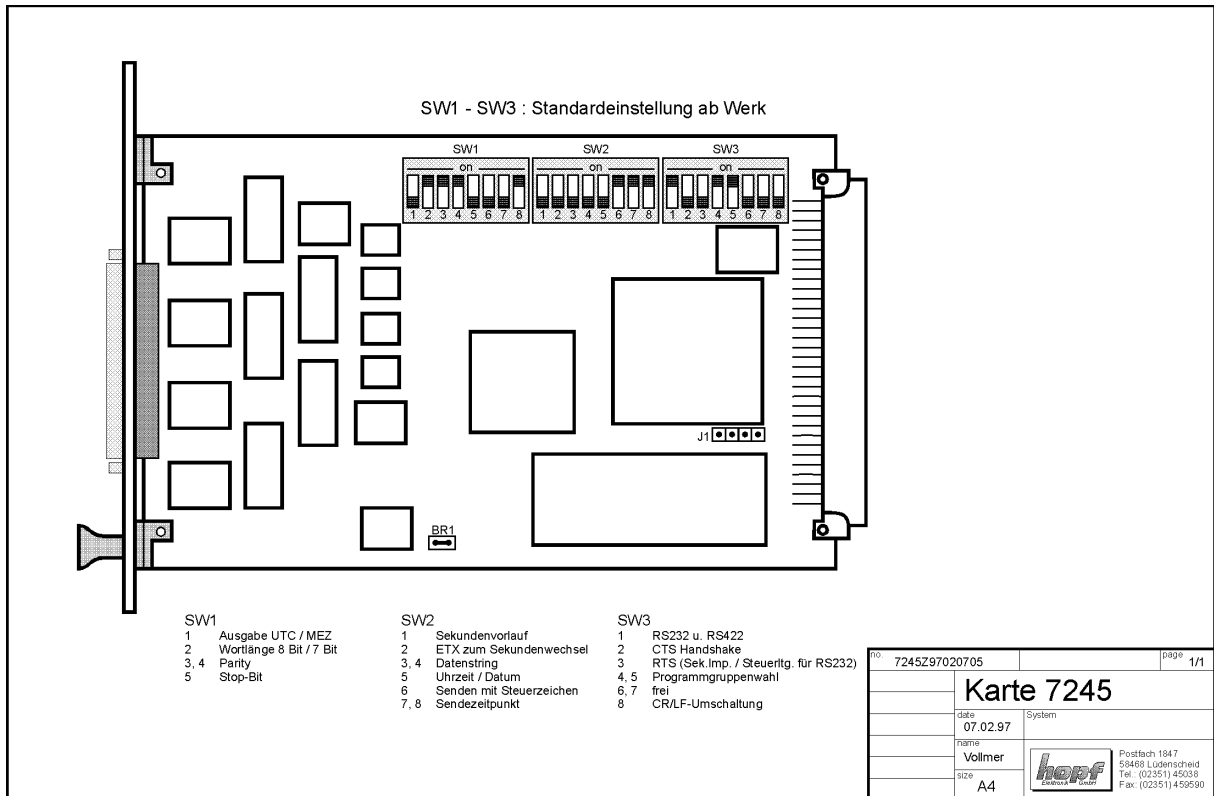 SW1 - SW3 : Standardeinstellung ab Werk
SW1 SW2 SW3
on on on
1 2 3 4 5 6 7 8 1 2 3 4 5 6 7 8 1 2 3 4 5 6 7 8
J1
BR1
SW1
1 Ausgabe UTC / MEZ
2 Wortlänge 8 Bit / 7 Bit
3, 4 Parity
5 Stop-Bit
SW2
1 Sekundenvorlauf
2 ETX zum Sekundenwechsel
3, 4 Datenstring
5 Uhrzeit / Datum
6 Senden mit Steuerzeichen
7, 8 Sendezeitpunkt
SW3
1 RS232 u. RS422
2 CTS Handshake
3 RTS (Sek.Imp. / Steuerltg. für RS232)
4, 5 Programmgruppenwahl
6, 7 frei
8 CR/LF-Umschaltung
no. 7245Z97020705 page 1/1
Karte 7245
date 07.02.97 System
name Vollmer
size A4
hopf
Elektronik GmbH
Postfach 1847
58468 Lüdenscheid
Tel.: (02351) 45038
Fax: (02351) 459590